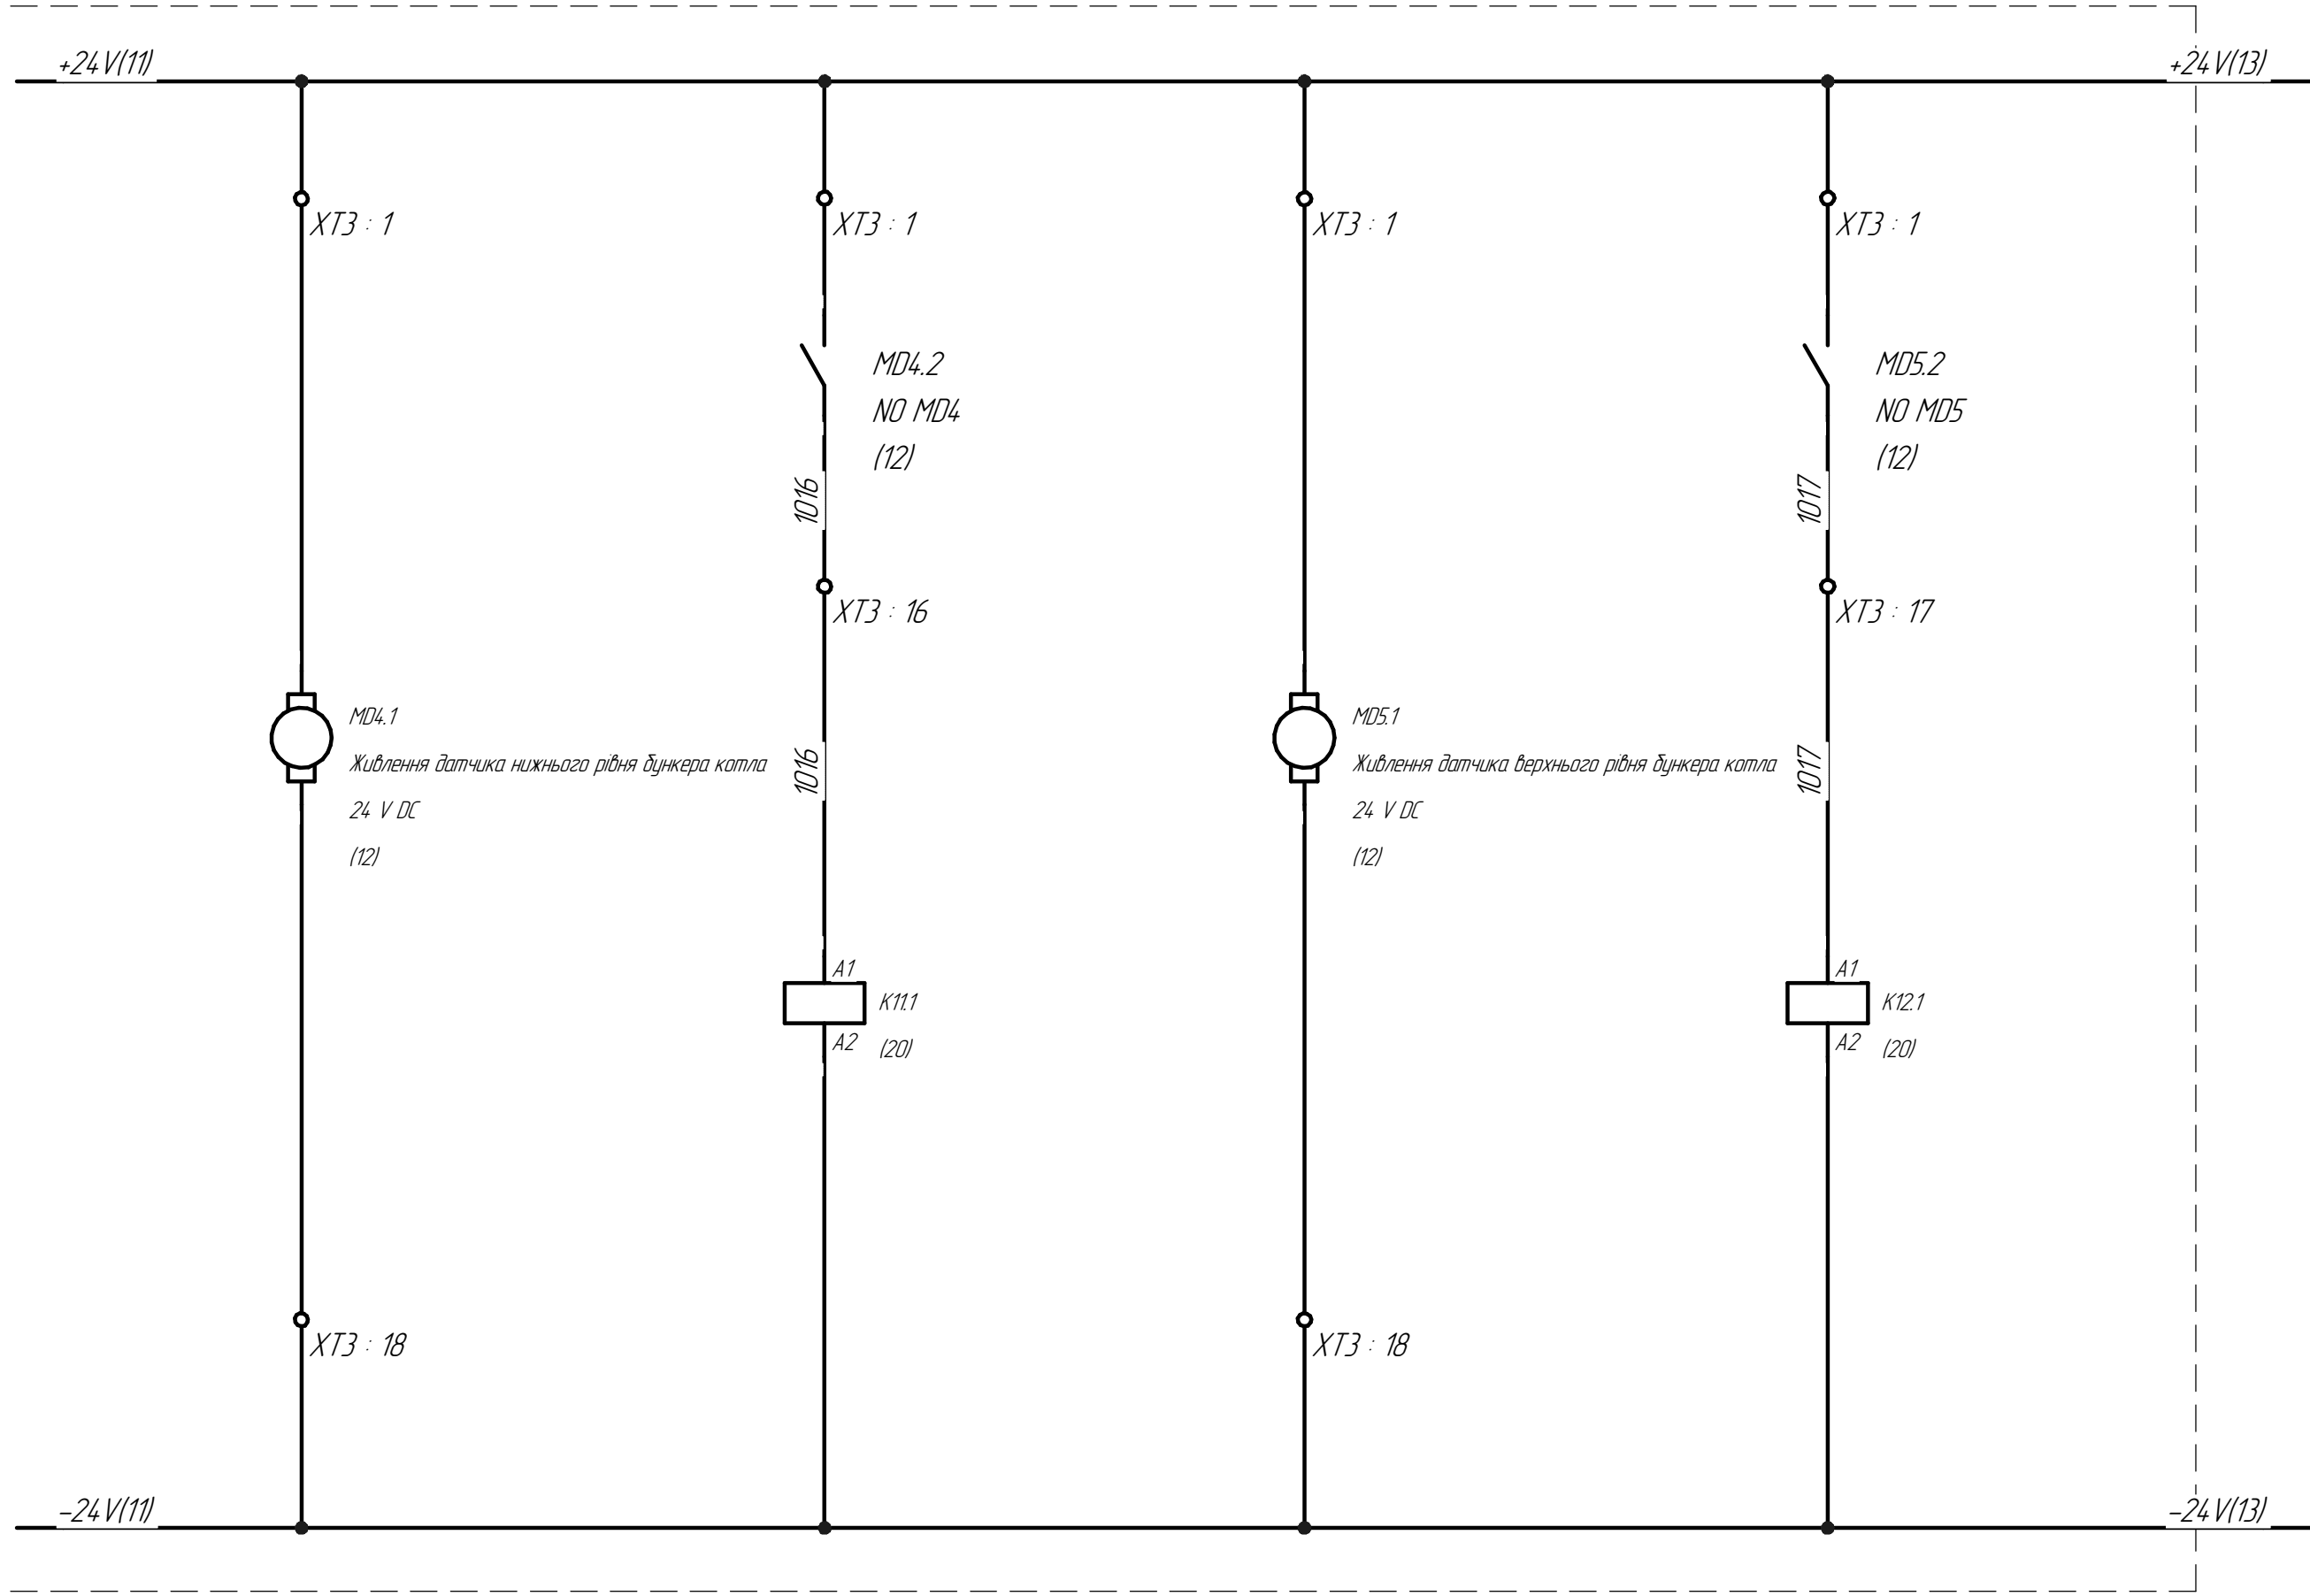 +24V(11)
+24V(13)
XT3 : 1
XT3 : 1
XT3 : 1
XT3 : 1
MD4.2
NO MD4
(12)
MD5.2
NO MD5
(12)
1016
1017
XT3 : 16
XT3 : 17
MD4.1
Живлення датчика нижнього рівня бункера котла
24 V DC
(12)
1016
MD5.1
Живлення датчика верхнього рівня бункера котла
24 V DC
(12)
1017
A1
K11.1
A2
(20)
A1
K12.1
A2
(20)
XT3 : 18
XT3 : 18
-24V(11)
-24V(13)